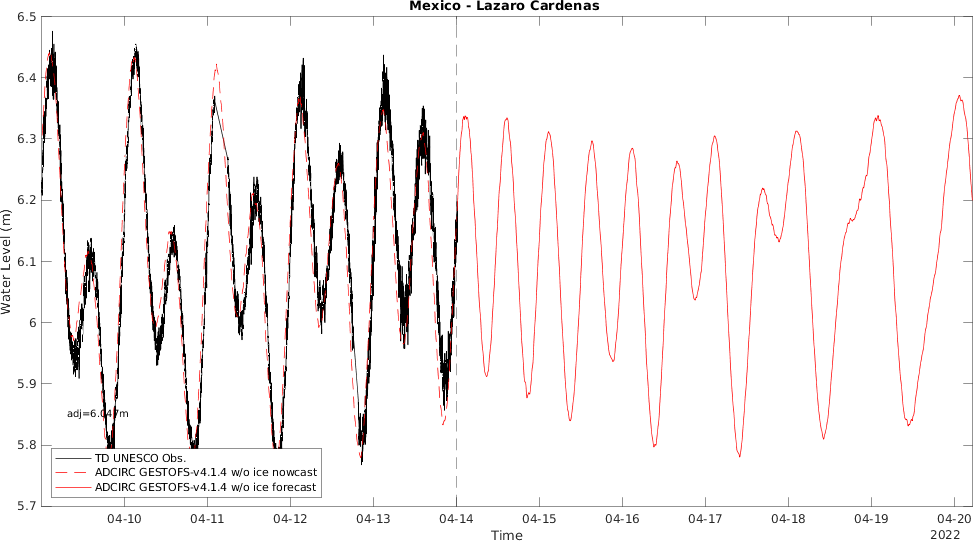 Mexico - Lazaro Cardenas
6.5
6.4
6.3
6.2
6.1
6
5.9
5.8
5.7
Water Level (m)
adj=6.047m
TD UNESCO Obs.
ADCIRC GESTOFS-v4.1.4 w/o ice nowcast
ADCIRC GESTOFS-v4.1.4 w/o ice forecast
04-10 04-11 04-12 04-13 04-14 04-15 04-16 04-17 04-18 04-19 04-20
Time
2022